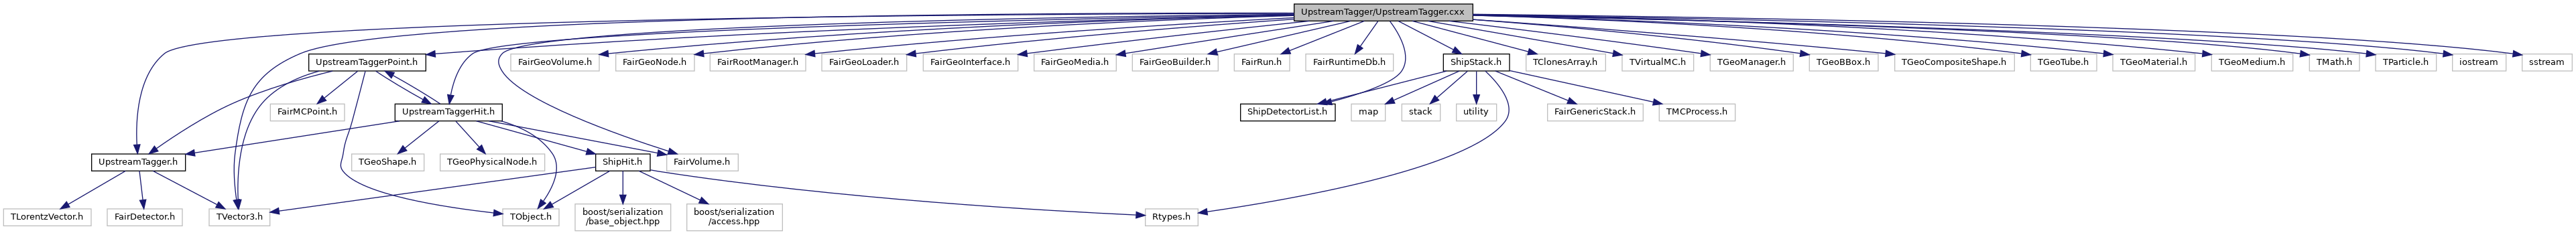 UpstreamTagger/UpstreamTagger.cxx
UpstreamTaggerPoint.h
FairGeoVolume.h
FairGeoNode.h
FairRootManager.h
FairGeoLoader.h
FairGeoInterface.h
FairGeoMedia.h
FairGeoBuilder.h
FairRun.h
FairRuntimeDb.h
ShipStack.h
TClonesArray.h
TVirtualMC.h
TGeoManager.h
TGeoBBox.h
TGeoCompositeShape.h
TGeoTube.h
TGeoMaterial.h
TGeoMedium.h
TMath.h
TParticle.h
iostream
sstream
FairMCPoint.h
UpstreamTaggerHit.h
ShipDetectorList.h
map
stack
utility
FairGenericStack.h
TMCProcess.h
UpstreamTagger.h
TGeoShape.h
TGeoPhysicalNode.h
ShipHit.h
FairVolume.h
TLorentzVector.h
FairDetector.h
TVector3.h
TObject.h
boost/serialization
/base_object.hpp
boost/serialization
/access.hpp
Rtypes.h